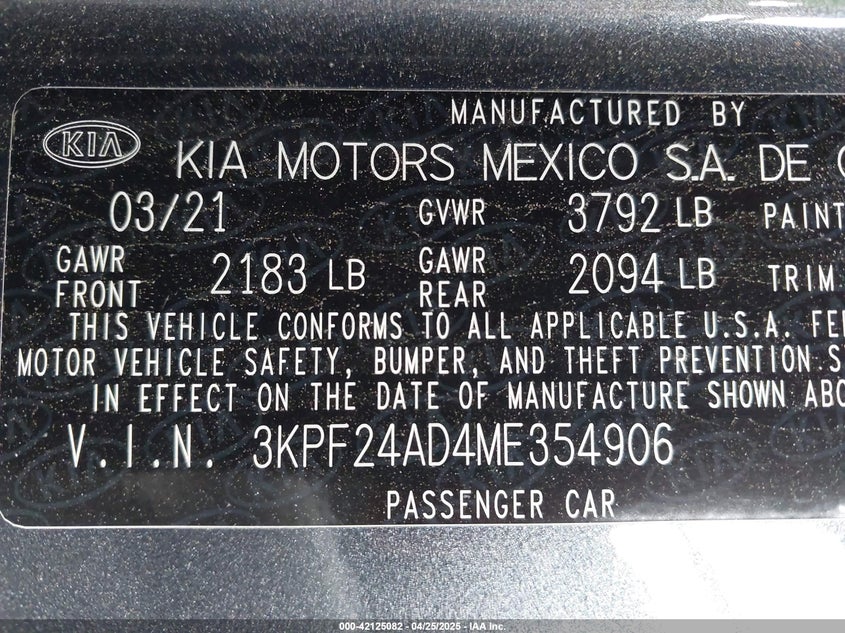 MANUFACTURED BY
KIA KIA MOTORS MEXICO S.A. DE
03/21 GVWR 3792 LB PAINT
GAWR FRONT 2183 LB GAWR REAR 2094 LB TRIM
THIS VEHICLE CONFORMS TO ALL APPLICABLE U.S.A.
MOTOR VEHICLE SAFETY, BUMPER, AND THEFT PREVENTION
IN EFFECT ON THE DATE OF MANUFACTURE SHOWN
V.I.N. 3KPF24AD4ME354906
PASSENGER CAR
000-42125082 - 04/25/2025 - IAA Inc.